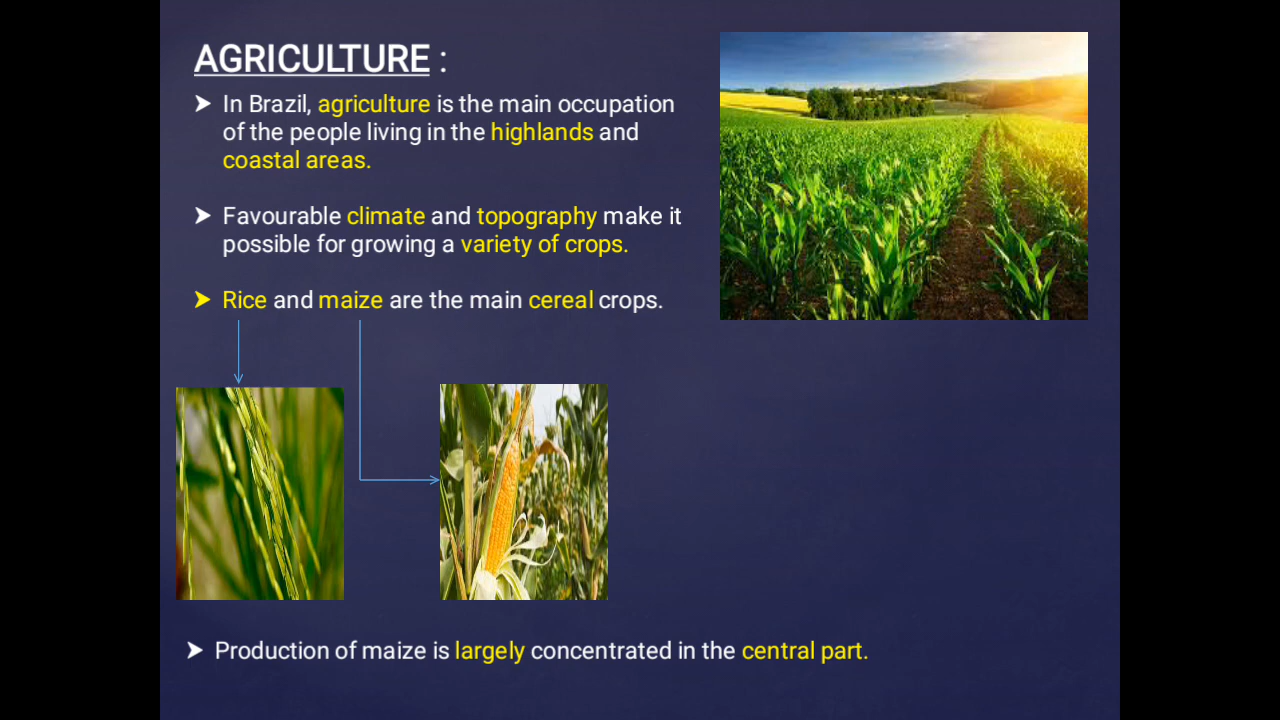 AGRICULTURE :
➤ In Brazil, agriculture is the main occupation
of the people living in the highlands and
coastal areas.
➤ Favourable climate and topography make it
possible for growing a variety of crops.
➤ Rice and maize are the main cereal crops.
➤ Production of maize is largely concentrated in the central part.